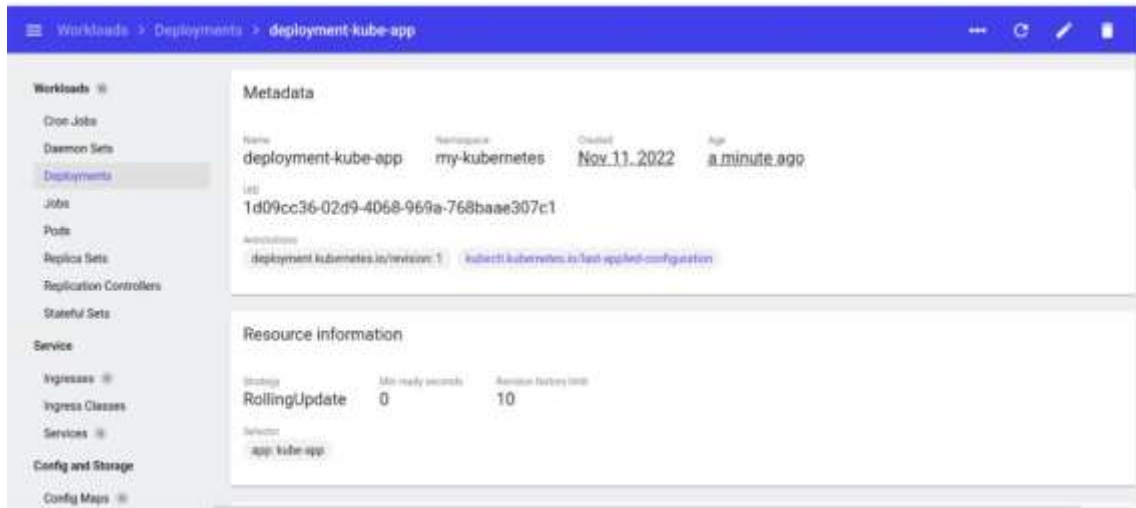 Workloads > Deployments > deployment-kube-app
Workloads
Cron Jobs
Daemon Sets
Deployments
Jobs
Pods
Replica Sets
Replication Controllers
Stateful Sets
Service
Ingresses
Ingress Classes
Services
Config and Storage
Config Maps
Metadata
Name Namespace Created Age
deployment-kube-app my-kubernetes Nov 11, 2022 a minute ago
UID
1d09cc36-02d9-4068-969a-768baae307c1
Annotations
deployment.kubernetes.io/revision: 1 kubectl.kubernetes.io/last-applied-configuration
Resource information
Strategy Min ready seconds Revision history limit
RollingUpdate 0 10
Selector
app: kube-app